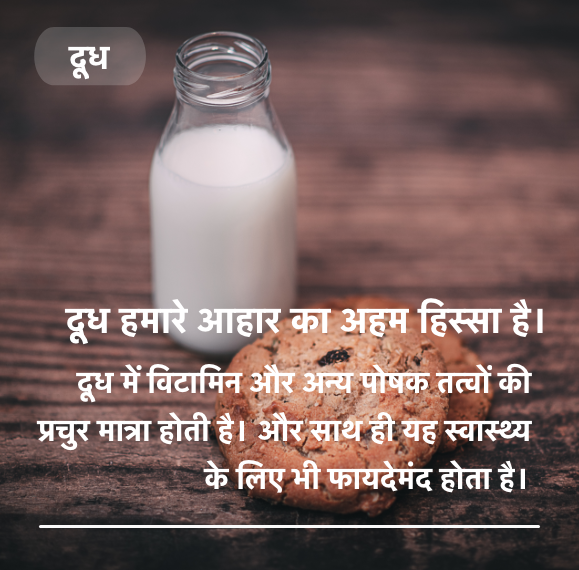 दूध
दूध हमारे आहार का अहम हिस्सा है।
दूध में विटामिन और अन्य पोषक तत्वों की
प्रचुर मात्रा होती है। और साथ ही यह स्वास्थ्य
के लिए भी फायदेमंद होता है।